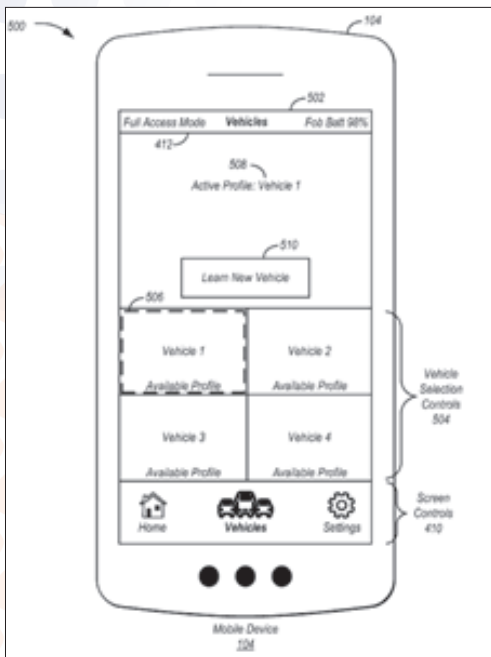 500
104
502
Full Access Mode Vehicles Fob Batt 98%
412
508
Active Profile: Vehicle 1
510
Learn New Vehicle
506
Vehicle 1 Vehicle 2
Available Profile Available Profile
Vehicle 3 Vehicle 4
Available Profile Available Profile
Vehicle
Selection
Controls
504
Home Vehicles Settings
Screen
Controls
410
Mobile Device
104